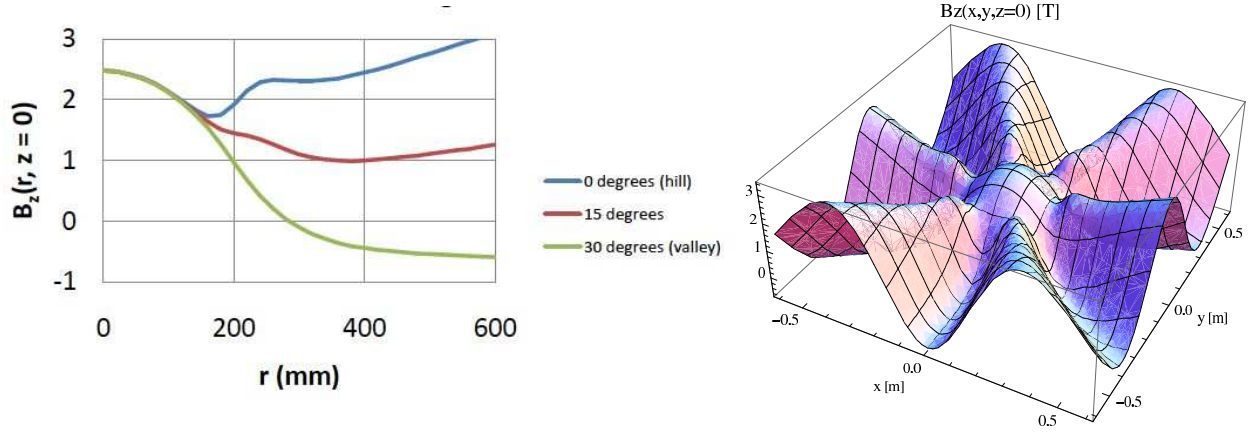 3
2
1
0
-1
0
200
400
600
B_z(r, z = 0)
r (mm)
0 degrees (hill)
15 degrees
30 degrees (valley)
Bz(x,y,z=0) [T]
3
2
1
0
−0.5
0.0
0.5
x [m]
0.5
0.0
y [m]
−0.5